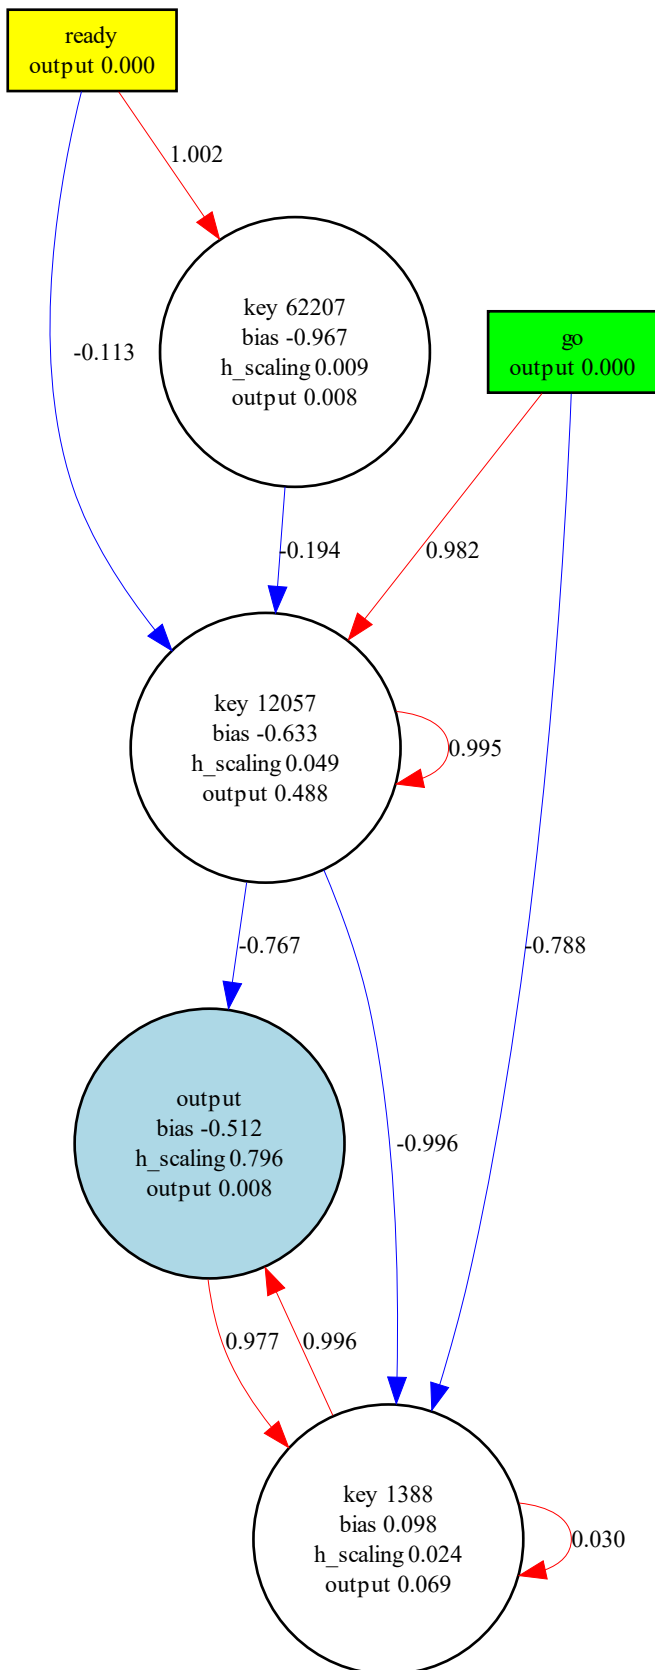 ready
output 0.000
1.002
key 62207
bias -0.967
h_scaling 0.009
output 0.008
go
output 0.000
-0.113
-0.194
0.982
key 12057
bias -0.633
h_scaling 0.049
output 0.488
0.995
-0.767
-0.788
output
bias -0.512
h_scaling 0.796
output 0.008
-0.996
0.977
0.996
key 1388
bias 0.098
h_scaling 0.024
output 0.069
0.030